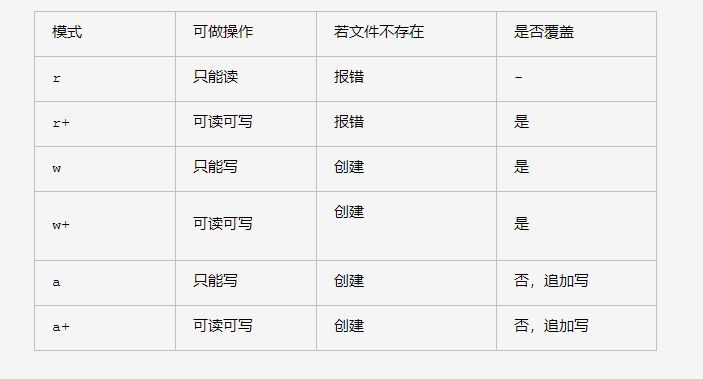 模式 可做操作 若文件不存在 是否覆盖
r 只能读 报错 -
r+ 可读可写 报错 是
w 只能写 创建 是
w+ 可读可写 创建 是
a 只能写 创建 否，追加写
a+ 可读可写 创建 否，追加写